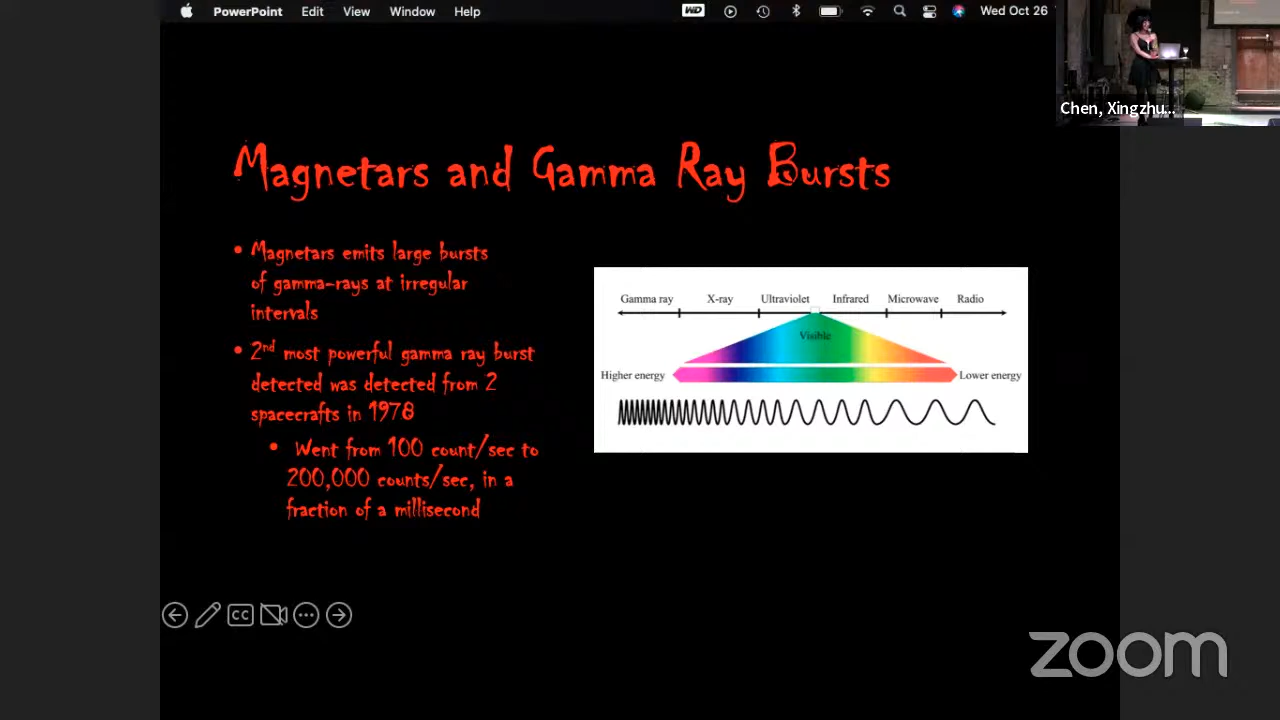 PowerPoint Edit View Window Help WD Wed Oct 26
Chen, Xingzhu...
Magnetars and Gamma Ray Bursts
• Magnetars emits large bursts
of gamma-rays at irregular
intervals
• 2nd most powerful gamma ray burst
detected was detected from 2
spacecrafts in 1978
• Went from 100 count/sec to
200,000 counts/sec, in a
fraction of a millisecond
Gamma ray X-ray Ultraviolet Infrared Microwave Radio
Visible
Higher energy Lower energy
CC
zoom